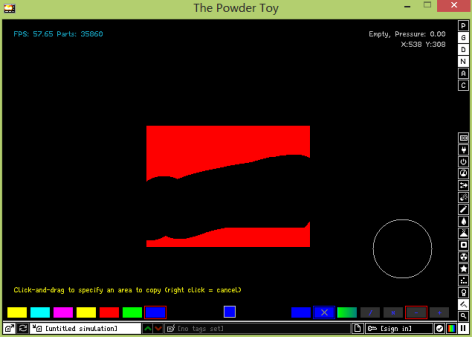 The Powder Toy
FPS: 57.65 Parts: 35860
Empty, Pressure: 0.00
X:538 Y:308
P
G
D
N
A
C
Click-and-drag to specify an area to copy (right click = cancel)
[untitled simulation]
[no tags set]
[sign in]